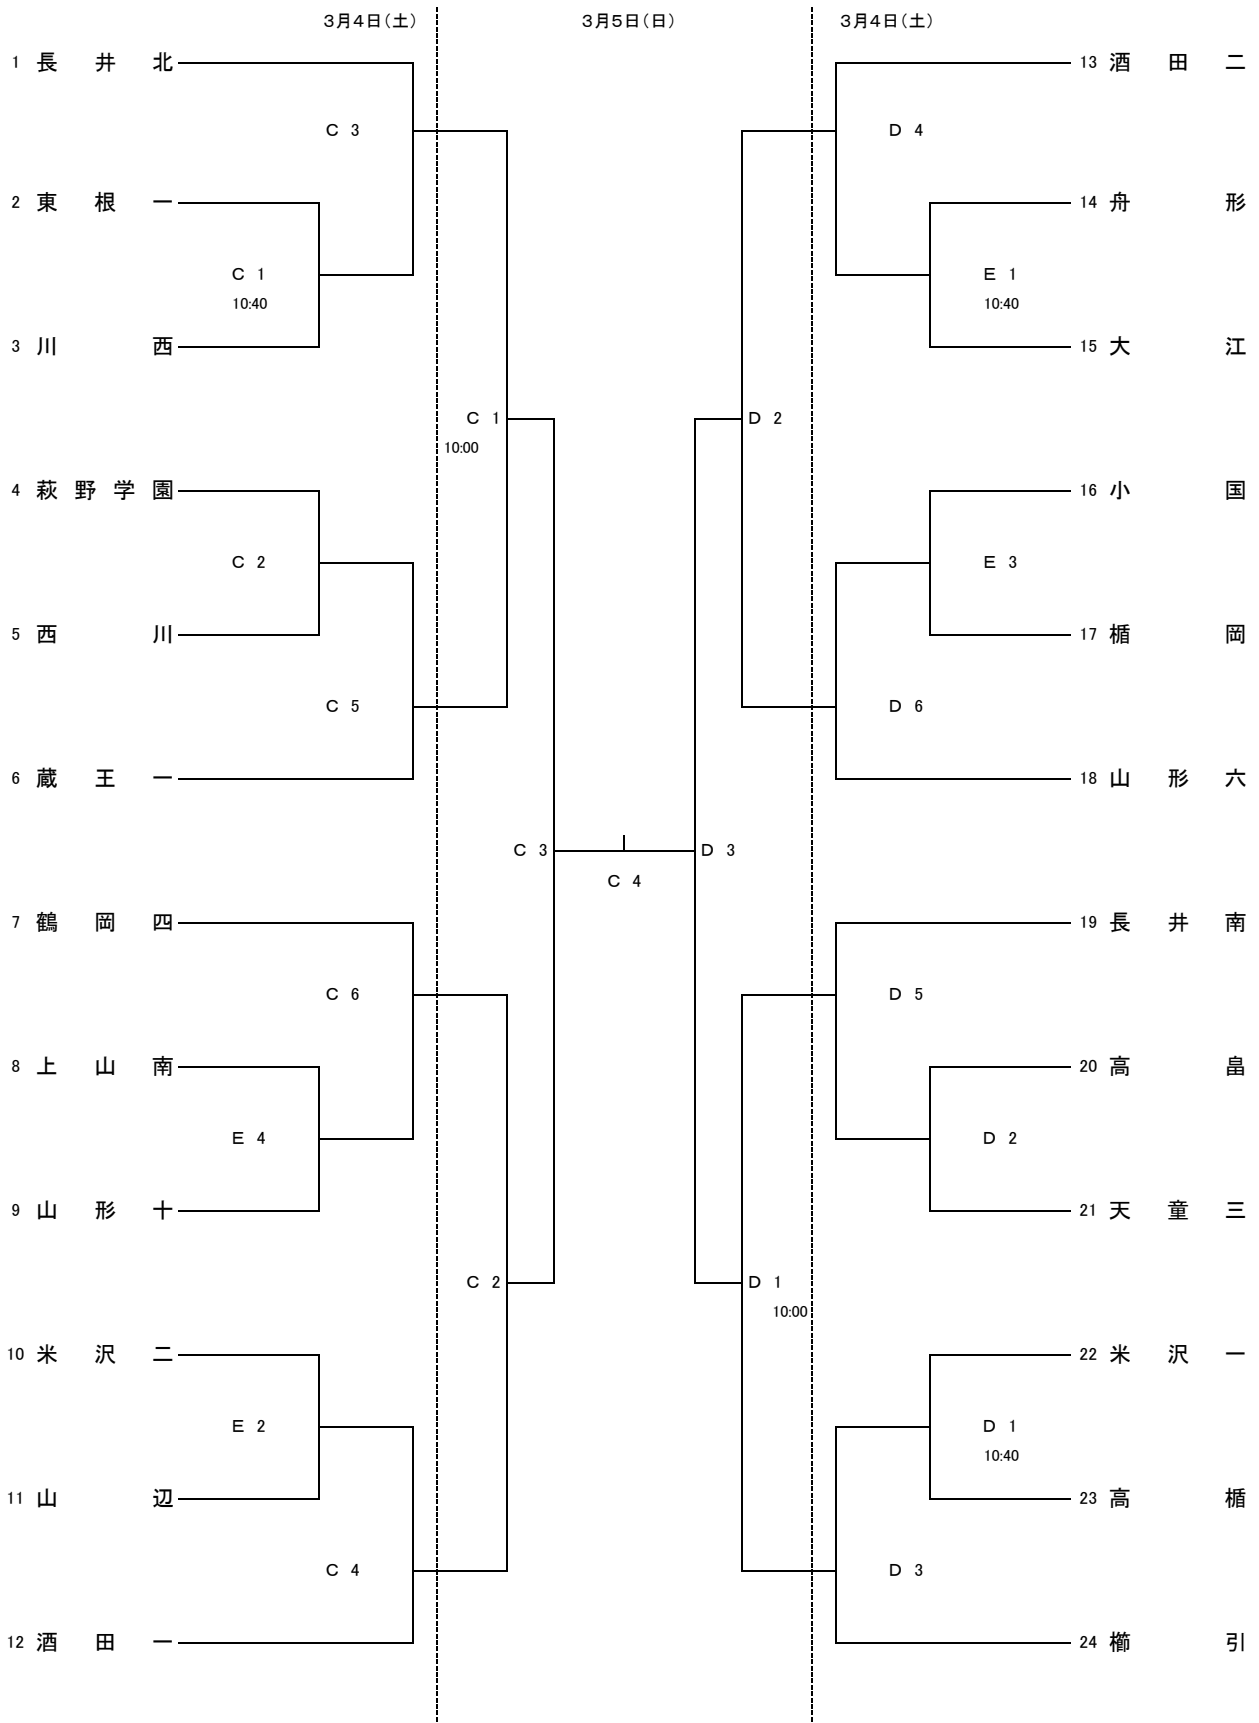 3月4日(土) 3月5日(日) 3月4日(土)
1 長井北 13 酒田二
C 3 D 4
2 東根一 14 舟形
C 1 E 1
10:40 10:40
3 川西 15 大江
C 1 D 2
10:00
4 萩野学園 16 小国
C 2 E 3
5 西川 17 楯岡
C 5 D 6
6 蔵王一 18 山形六
C 3 D 3
C 4
7 鶴岡四 19 長井南
C 6 D 5
8 上山南 20 高畠
E 4 D 2
9 山形十 21 天童三
C 2 D 1
10:00
10 米沢二 22 米沢一
E 2 D 1
10:40
11 山辺 23 高楯
C 4 D 3
12 酒田一 24 櫛引